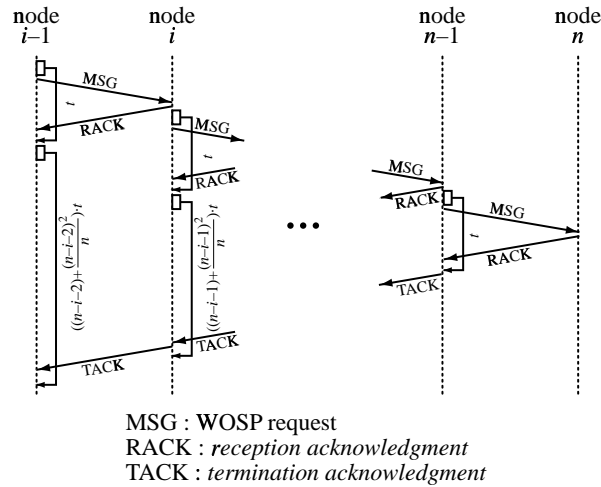 node node node node
i–1 i n–1 n
MSG
t
RACK
MSG
t
RACK
MSG
RACK
MSG
t
RACK
TACK
((n–i–2)+(n–i–2)²/n)·t
((n–i–1)+(n–i–1)²/n)·t
TACK
TACK
...
MSG : WOSP request
RACK : reception acknowledgment
TACK : termination acknowledgment